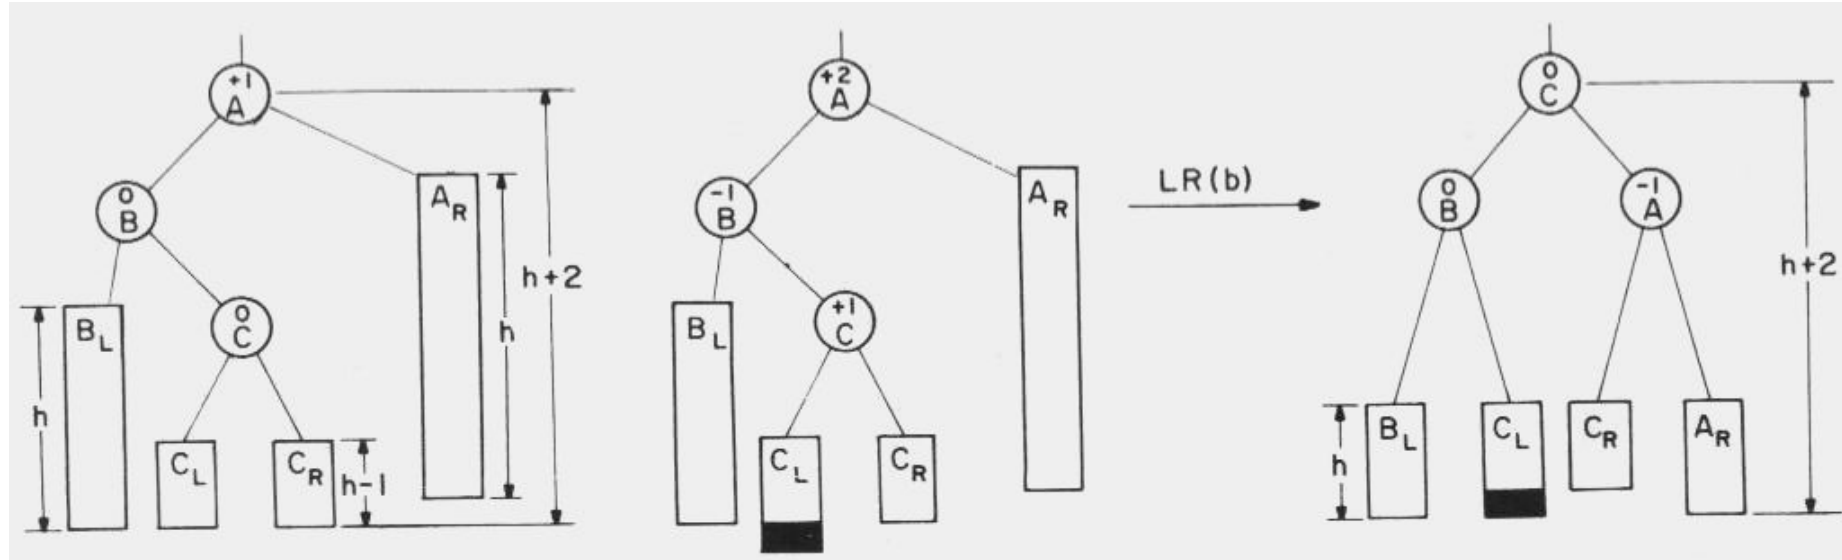 +1
A
0
B
A_R
h
h+2
B_L
h
0
C
C_L
C_R
h-1
+2
A
-1
B
A_R
B_L
+1
C
C_L
C_R
LR(b)
0
C
0
B
-1
A
h+2
B_L
C_L
C_R
A_R
h